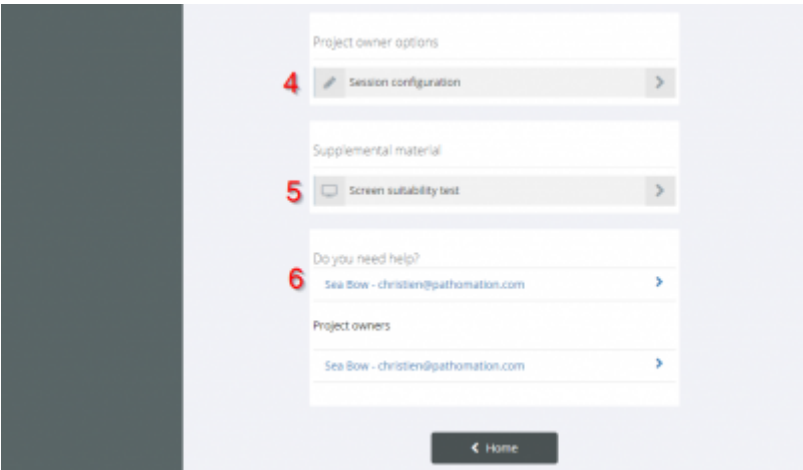 Project owner options
4
Session configuration
Supplemental material
5
Screen suitability test
Do you need help?
6
Sea Bow - christien@pathomation.com
Project owners
Sea Bow - christien@pathomation.com
Home